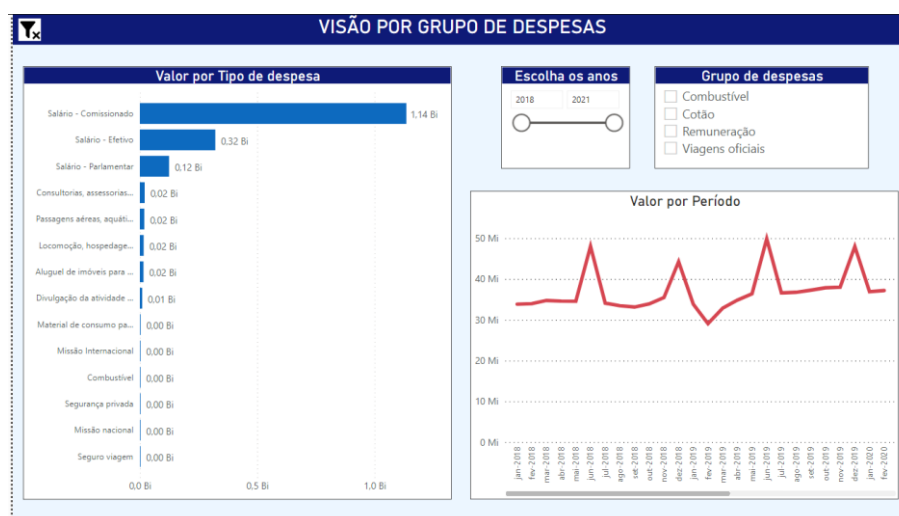 VISÃO POR GRUPO DE DESPESAS
Valor por Tipo de despesa
Salário - Comissionado 1,14 Bi
Salário - Efetivo 0,32 Bi
Salário - Parlamentar 0,12 Bi
Consultorias, assessorias... 0,02 Bi
Passagens aéreas, aquáti... 0,02 Bi
Locomoção, hospedage... 0,02 Bi
Aluguel de imóveis para ... 0,02 Bi
Divulgação da atividade ... 0,01 Bi
Material de consumo pa... 0,00 Bi
Missão Internacional 0,00 Bi
Combustível 0,00 Bi
Segurança privada 0,00 Bi
Missão nacional 0,00 Bi
Seguro viagem 0,00 Bi
0,0 Bi 0,5 Bi 1,0 Bi
Escolha os anos
2018 2021
Grupo de despesas
Combustível
Cotão
Remuneração
Viagens oficiais
Valor por Período
50 Mi
40 Mi
30 Mi
20 Mi
10 Mi
0 Mi
jan-2018
fev-2018
mar-2018
abr-2018
mai-2018
jun-2018
jul-2018
ago-2018
set-2018
out-2018
nov-2018
dez-2018
jan-2019
fev-2019
mar-2019
abr-2019
mai-2019
jun-2019
jul-2019
ago-2019
set-2019
out-2019
nov-2019
dez-2019
jan-2020
fev-2020